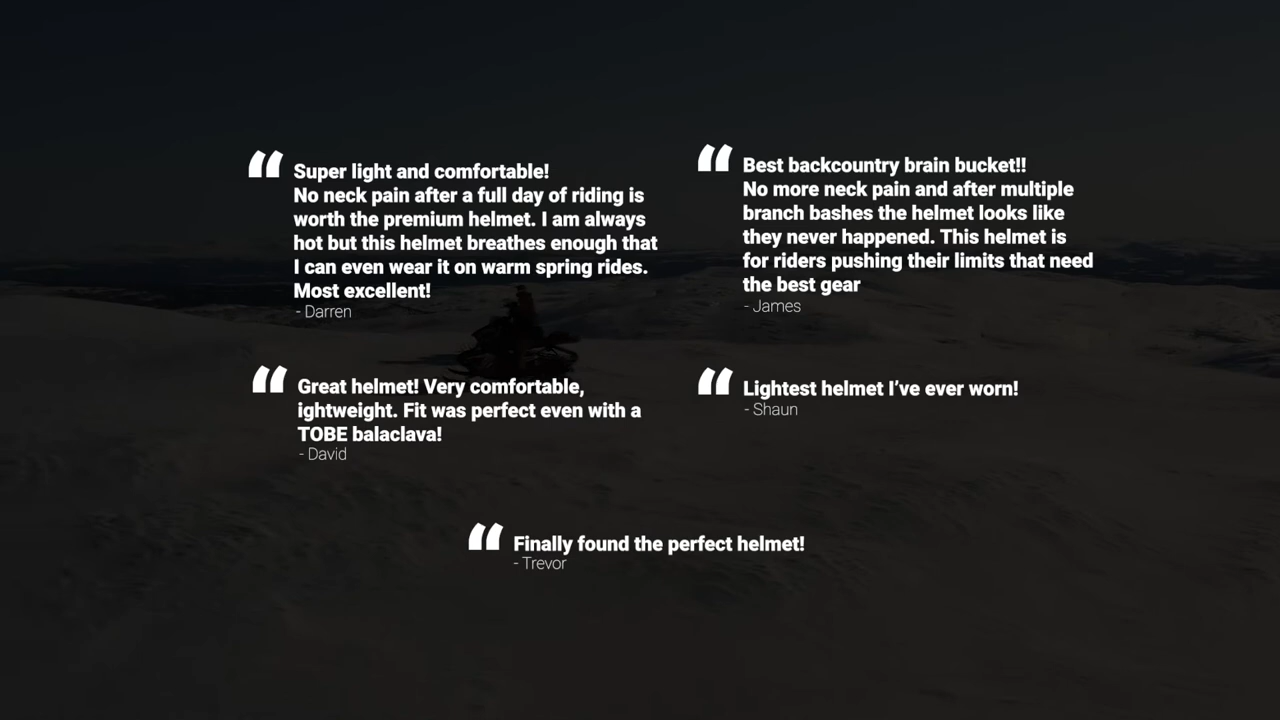 “ Super light and comfortable!
No neck pain after a full day of riding is
worth the premium helmet. I am always
hot but this helmet breathes enough that
I can even wear it on warm spring rides.
Most excellent!
- Darren
“ Best backcountry brain bucket!!
No more neck pain and after multiple
branch bashes the helmet looks like
they never happened. This helmet is
for riders pushing their limits that need
the best gear
- James
“ Great helmet! Very comfortable,
ightweight. Fit was perfect even with a
TOBE balaclava!
- David
“ Lightest helmet I’ve ever worn!
- Shaun
“ Finally found the perfect helmet!
- Trevor